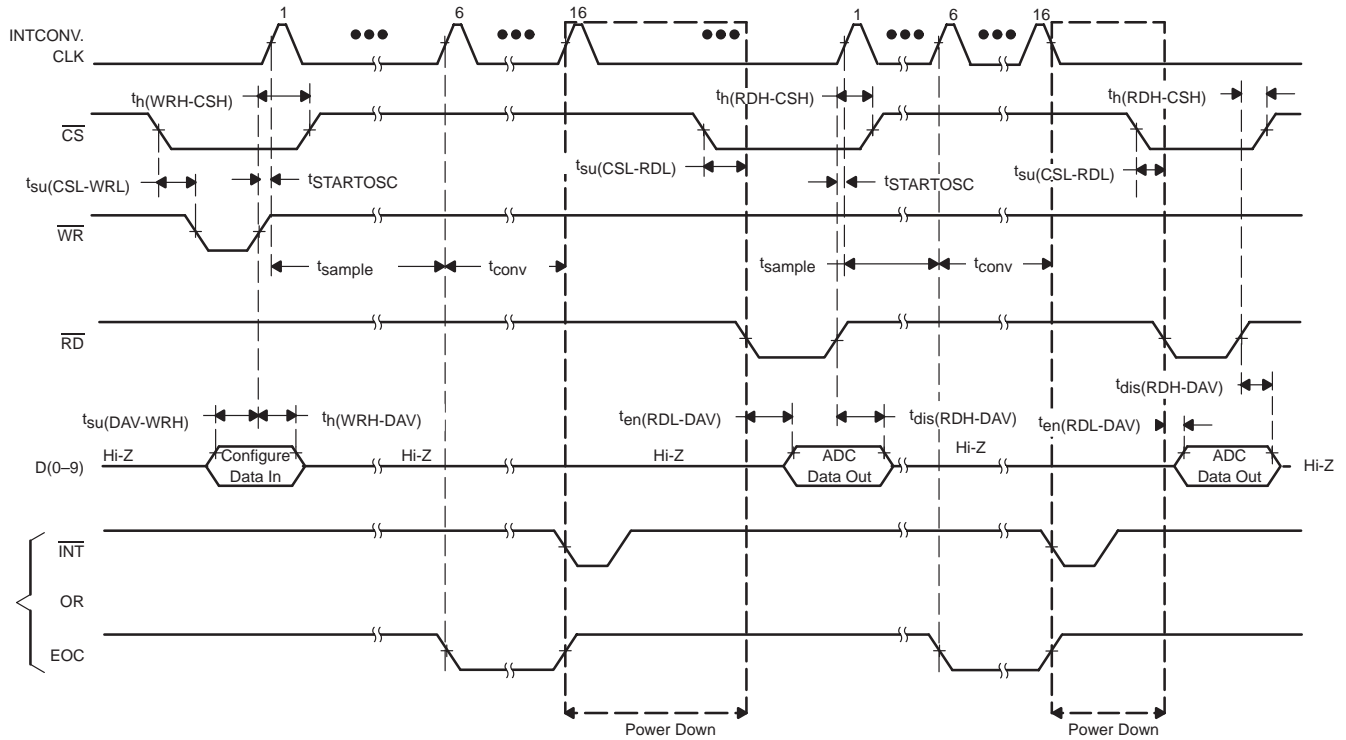 1 6 16 1 6 16
INTCONV.
CLK
th(WRH-CSH) th(RDH-CSH) th(RDH-CSH)
CS
tsu(CSL-WRL) tSTARTOSC tsu(CSL-RDL) tSTARTOSC tsu(CSL-RDL)
WR
tsample tconv tsample tconv
RD
tsu(DAV-WRH) th(WRH-DAV) ten(RDL-DAV) tdis(RDH-DAV) ten(RDL-DAV) tdis(RDH-DAV)
D(0–9) Hi-Z Configure Data In Hi-Z Hi-Z ADC Data Out Hi-Z ADC Data Out Hi-Z
INT
OR
EOC
Power Down Power Down